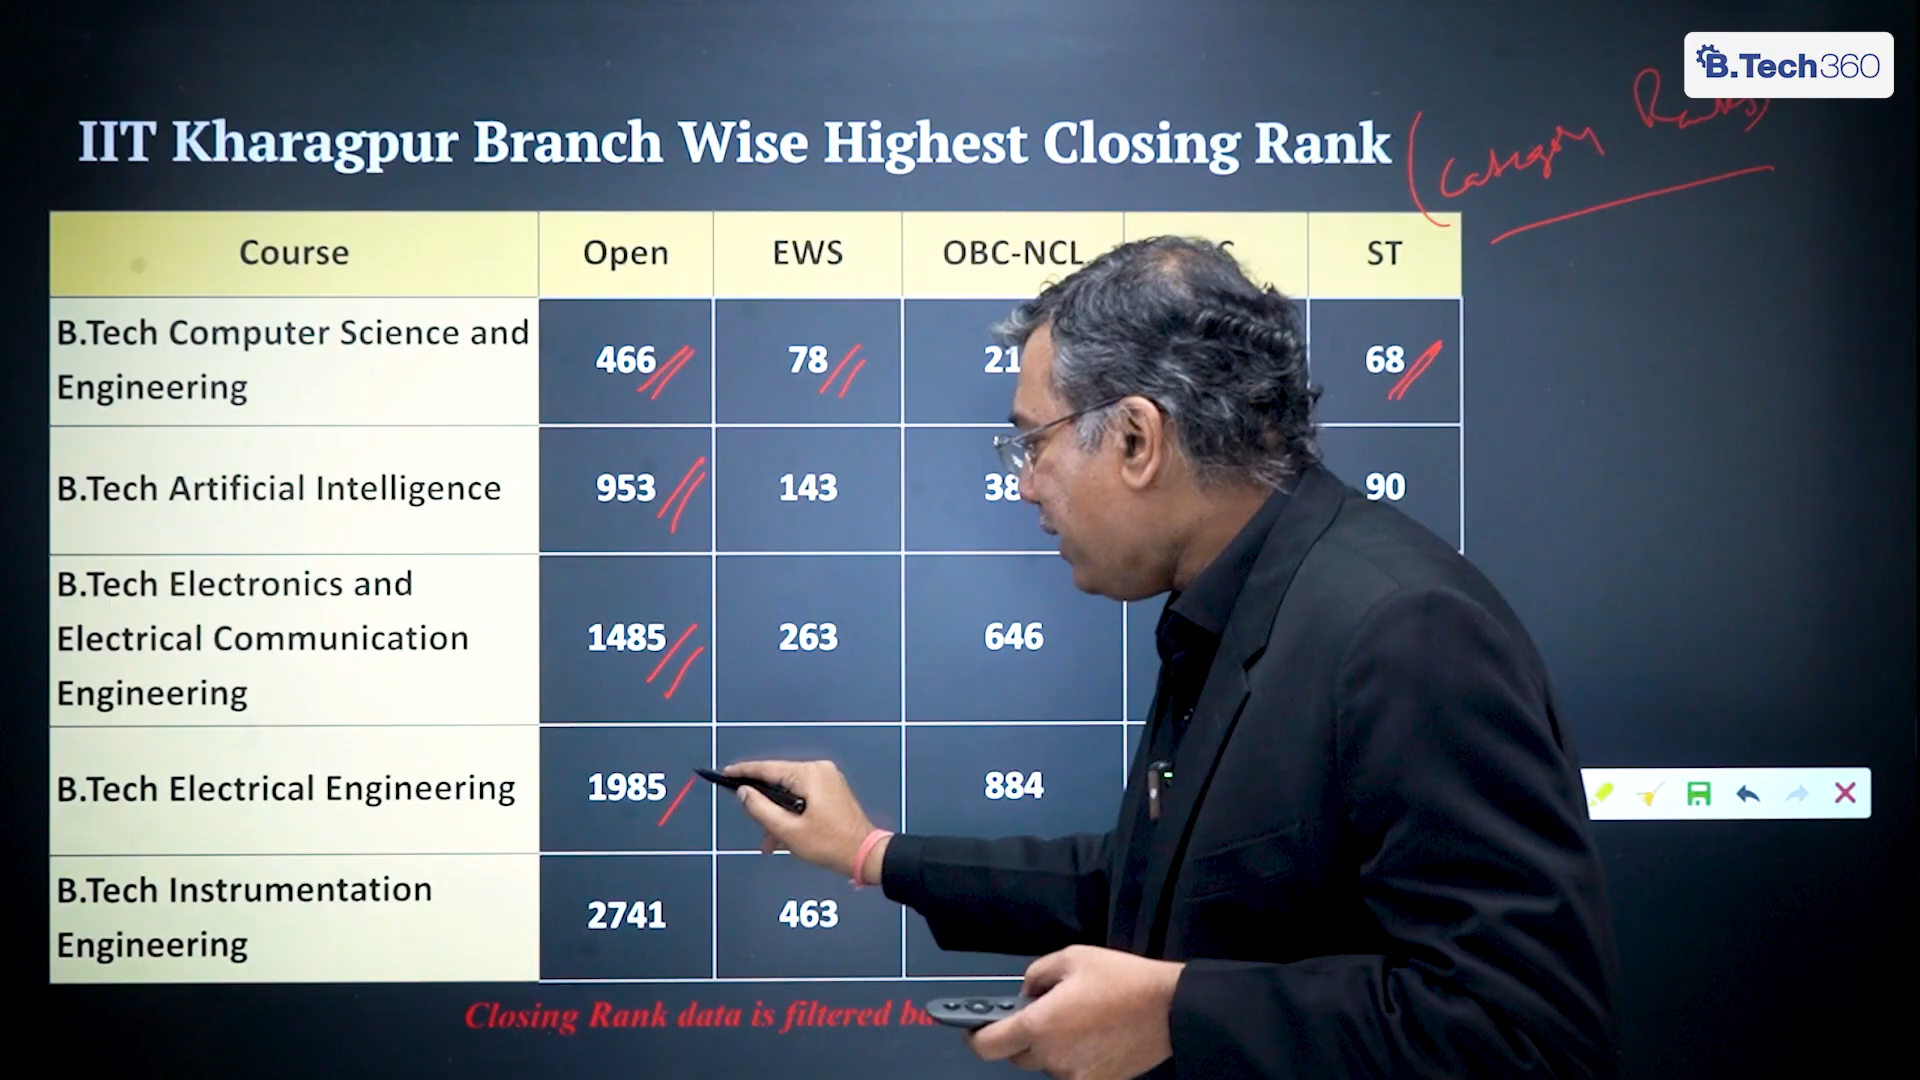 B.Tech360
IIT Kharagpur Branch Wise Highest Closing Rank
(Category Ranks)
Course Open EWS OBC-NCL ST
B.Tech Computer Science and
Engineering
466 78 68
B.Tech Artificial Intelligence 953 143 90
B.Tech Electronics and
Electrical Communication
Engineering
1485 263 646
B.Tech Electrical Engineering 1985 884
B.Tech Instrumentation
Engineering
2741 463
Closing Rank data is filtered